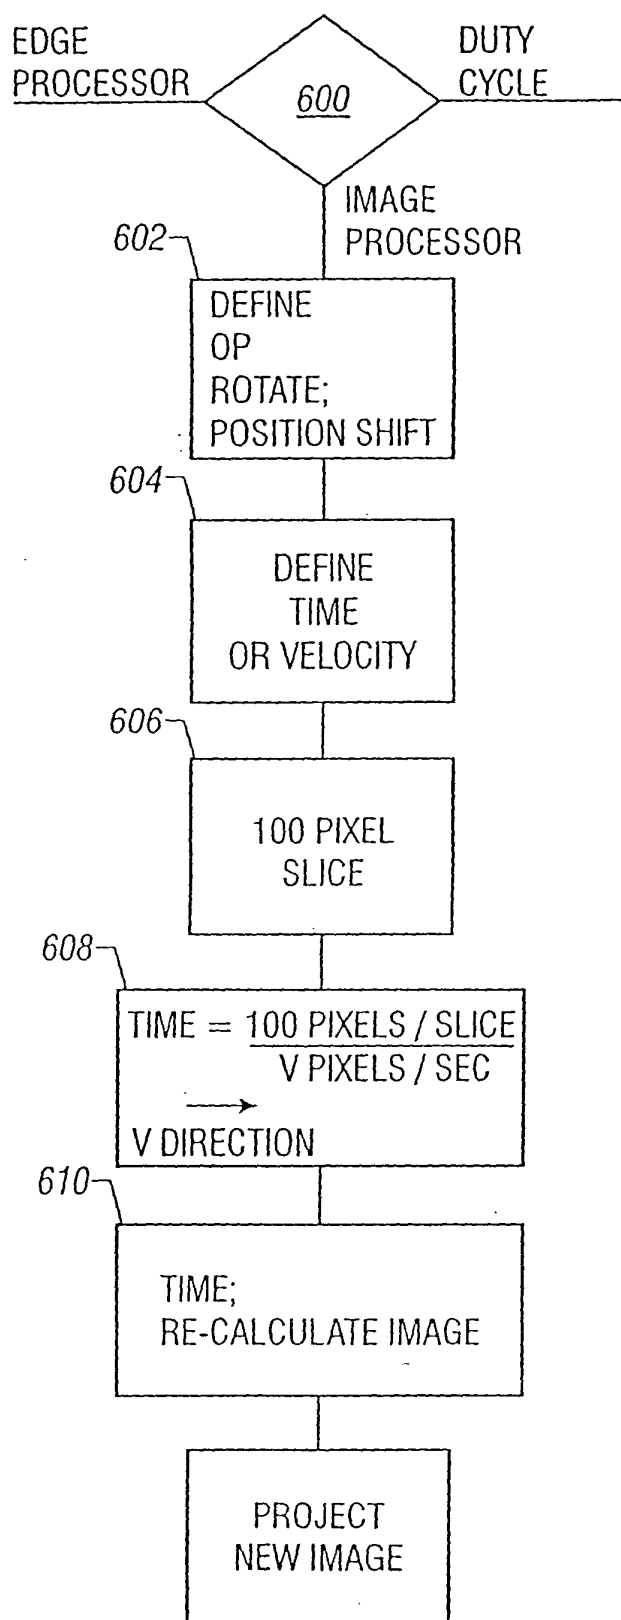 EDGE
PROCESSOR
600
DUTY
CYCLE
IMAGE
PROCESSOR
602
DEFINE
OP
ROTATE;
POSITION SHIFT
604
DEFINE
TIME
OR VELOCITY
606
100 PIXEL
SLICE
608
TIME = 100 PIXELS / SLICE
V PIXELS / SEC
V DIRECTION
610
TIME;
RE-CALCULATE IMAGE
PROJECT
NEW IMAGE